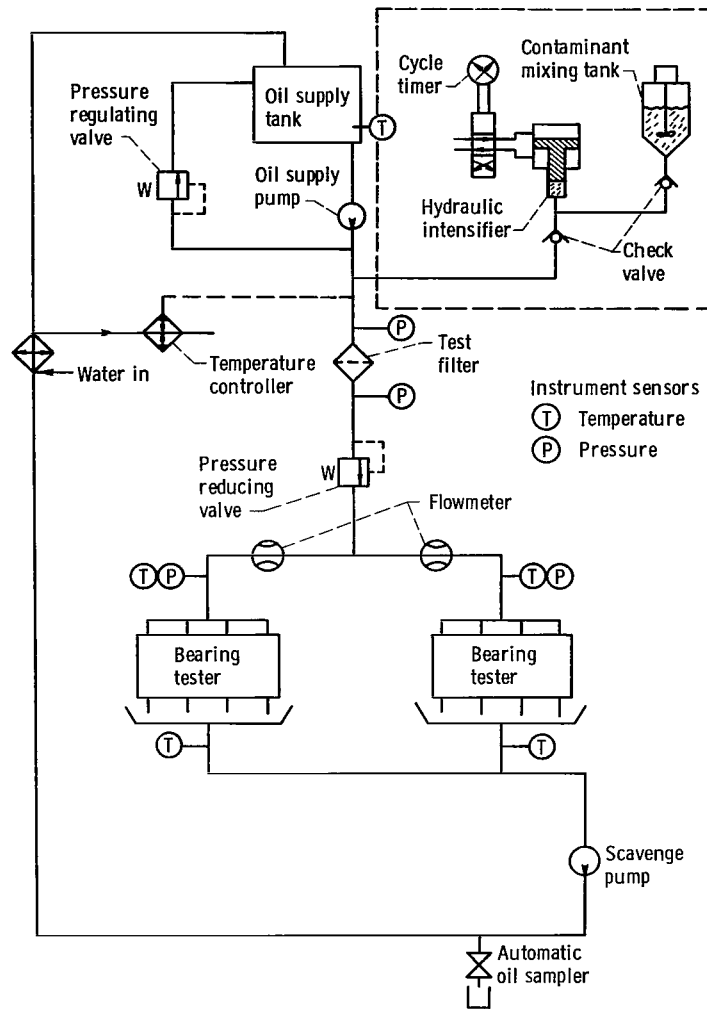 Cycle
timer
Contaminant
mixing tank
Pressure
regulating
valve
Oil supply
tank
T
W
Oil supply
pump
Hydraulic
intensifier
Check
valve
P
Water in
Temperature
controller
Test
filter
P
Instrument sensors
T Temperature
P Pressure
Pressure
reducing
valve
W
Flowmeter
T P
T P
Bearing
tester
Bearing
tester
T
T
Scavenge
pump
Automatic
oil sampler